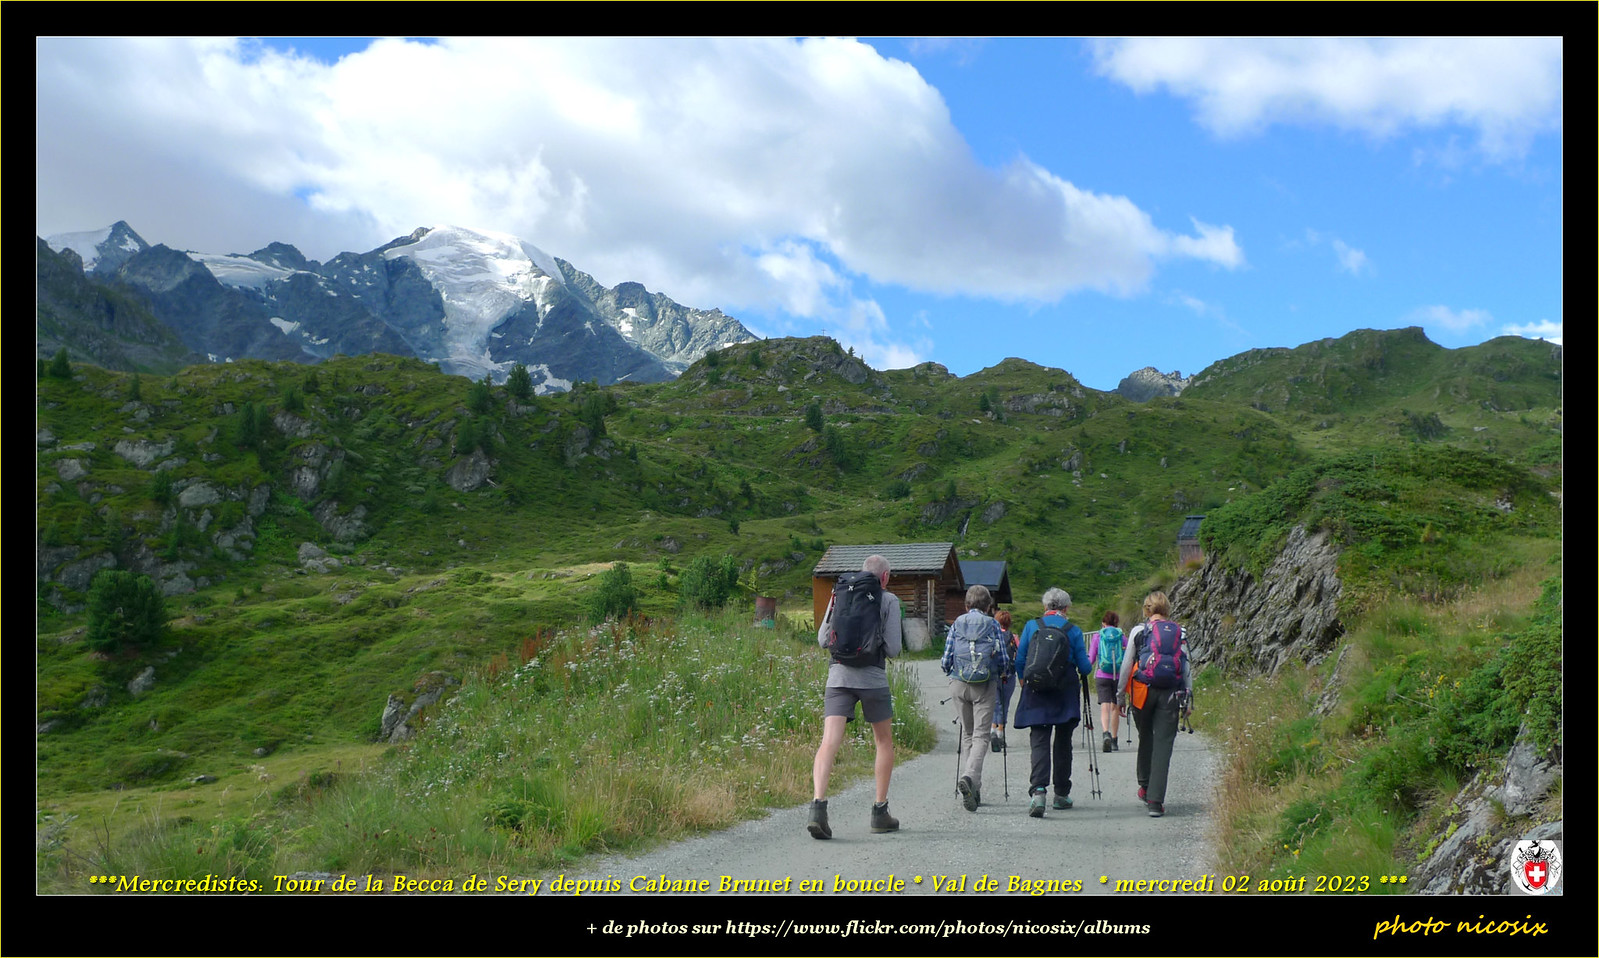 ***Mercredistes: Tour de la Becca de Sery depuis Cabane Brunet en boucle * Val de Bagnes * mercredi 02 août 2023 ***
+ de photos sur https://www.flickr.com/photos/nicosix/albums
photo nicosix